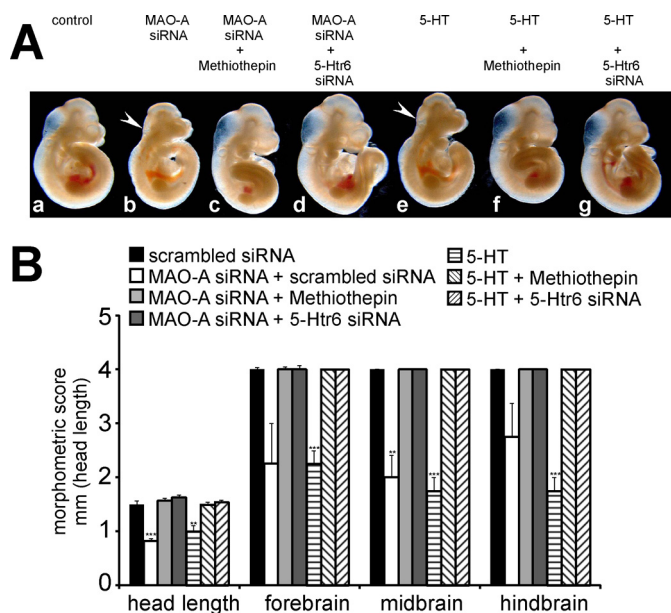 A
control
MAO-A
siRNA
MAO-A
siRNA
+
Methiothepin
MAO-A
siRNA
+
5-Htr6
siRNA
5-HT
5-HT
+
Methiothepin
5-HT
+
5-Htr6
siRNA
a b c d e f g
B
scrambled siRNA
MAO-A siRNA + scrambled siRNA
MAO-A siRNA + Methiothepin
MAO-A siRNA + 5-Htr6 siRNA
5-HT
5-HT + Methiothepin
5-HT + 5-Htr6 siRNA
morphometric score
mm (head length)
5
4
3
2
1
0
*** ** *** ** *** ***
head length forebrain midbrain hindbrain